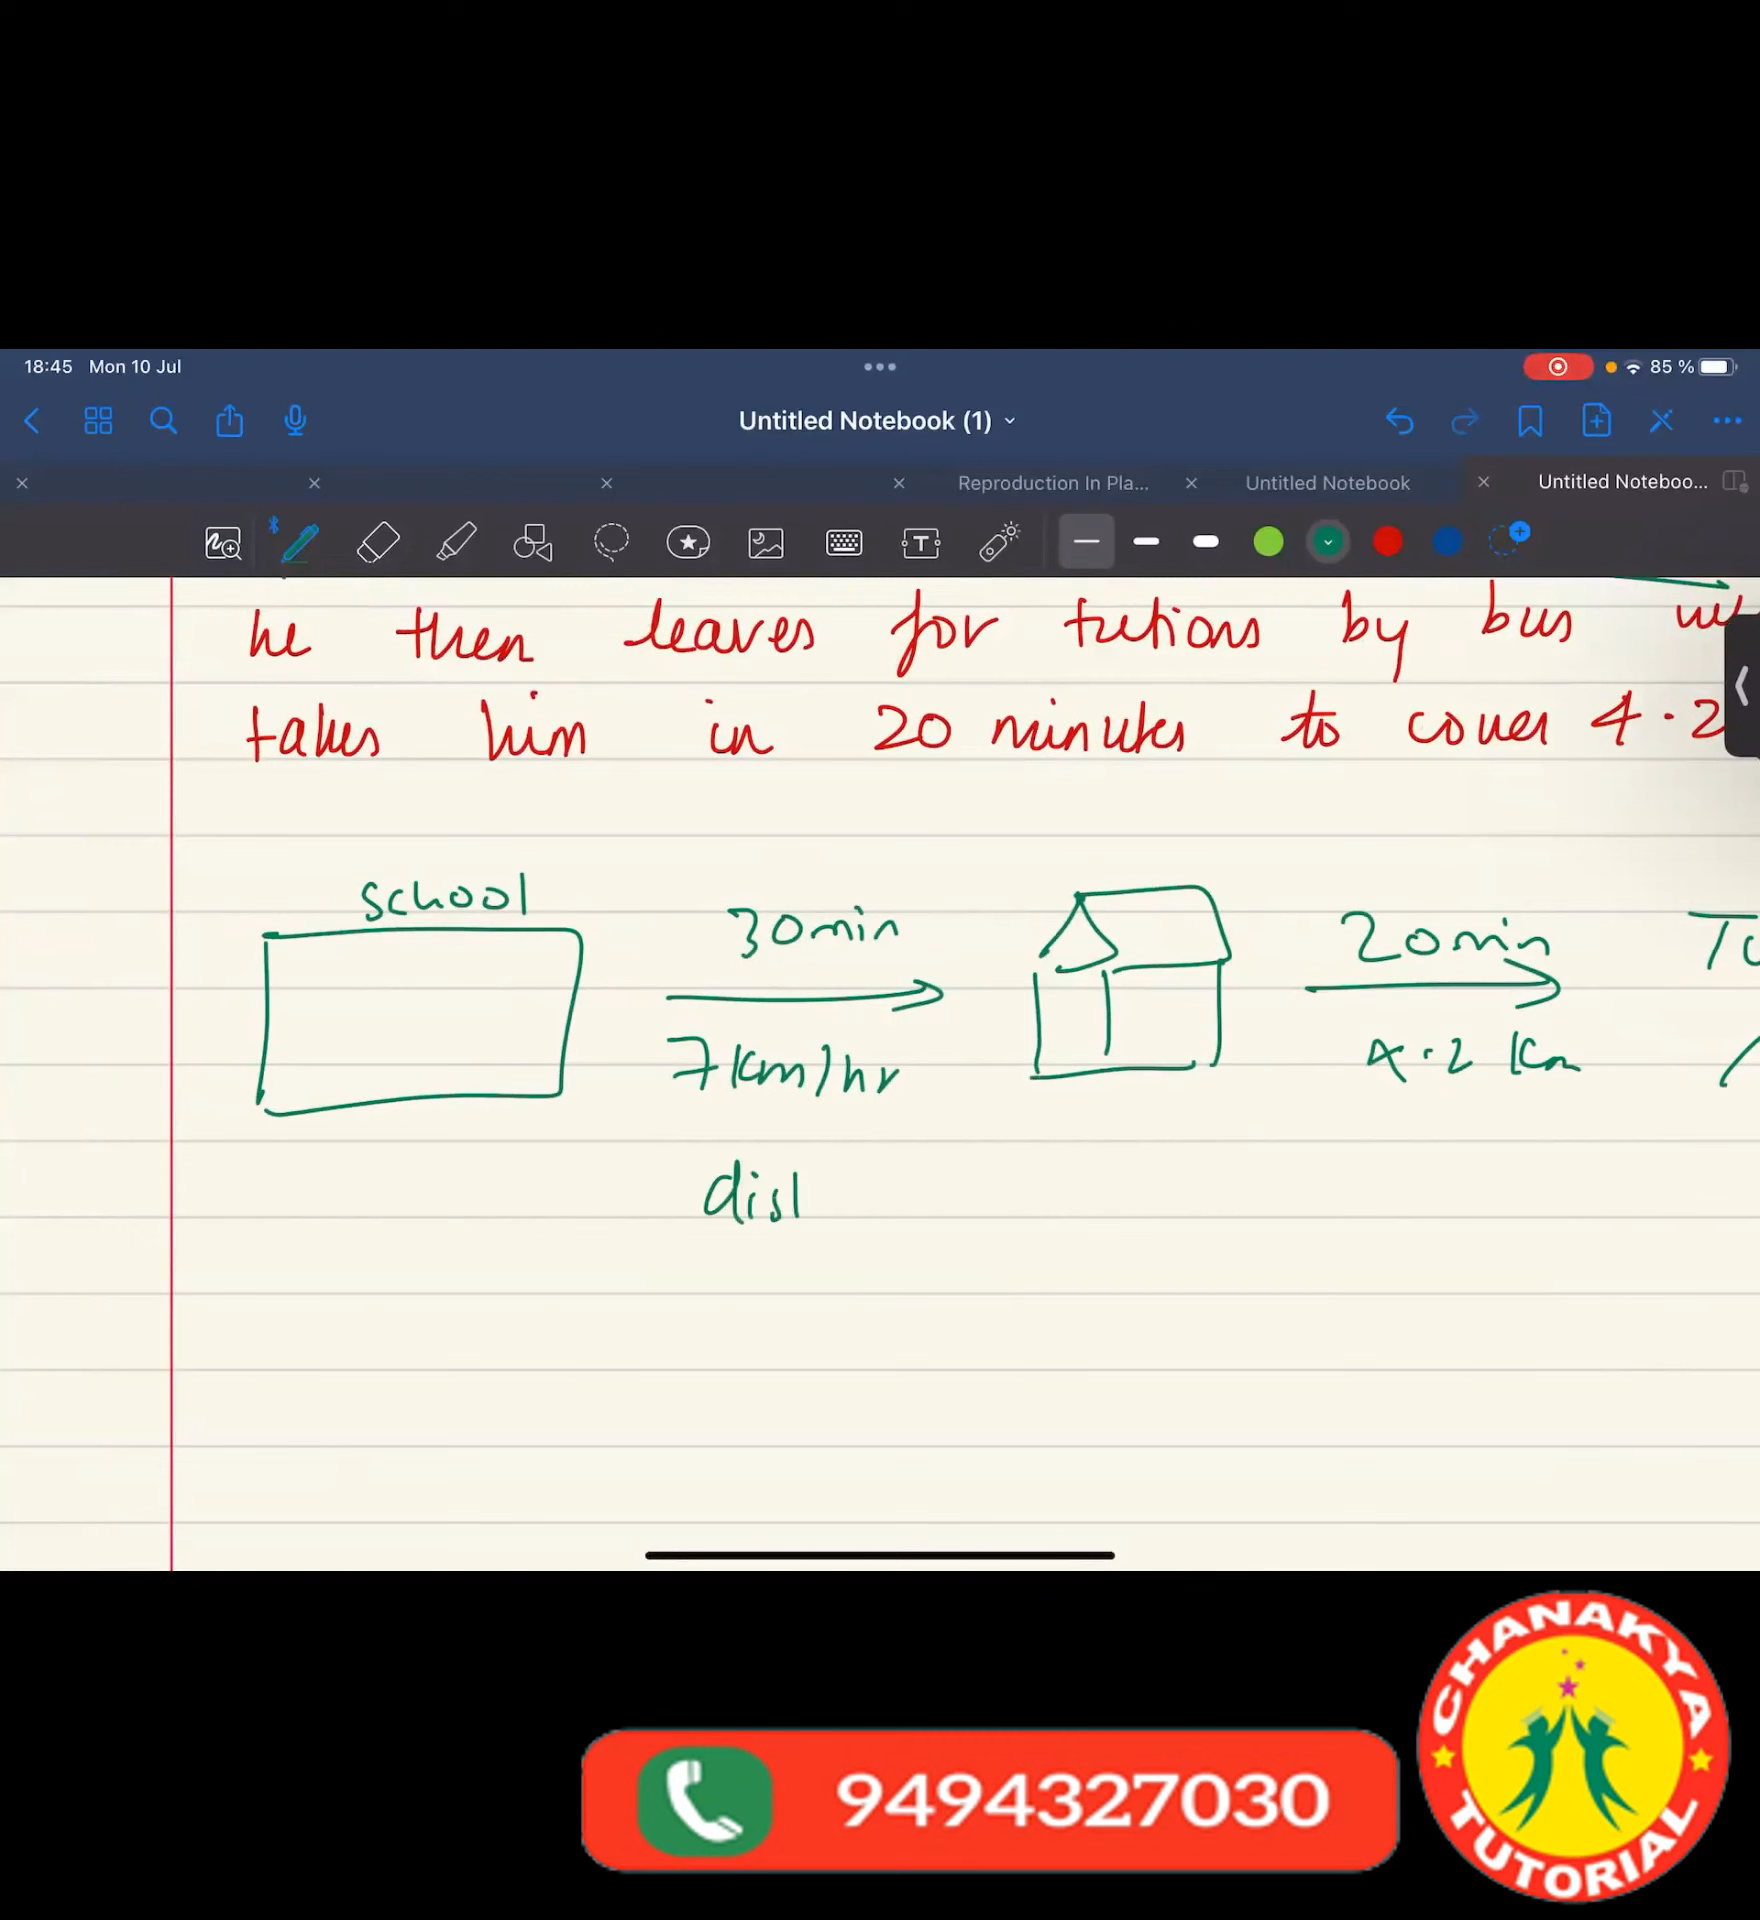 18:45 Mon 10 Jul
85 %
Untitled Notebook (1)
Reproduction In Pla... Untitled Notebook Untitled Noteboo...
he then leaves for tutions by bus
takes him in 20 minutes to cover 4.2
school
30min
7km/hr
20min
4.2 Km
dist
9494327030
CHANAKYA
TUTORIAL